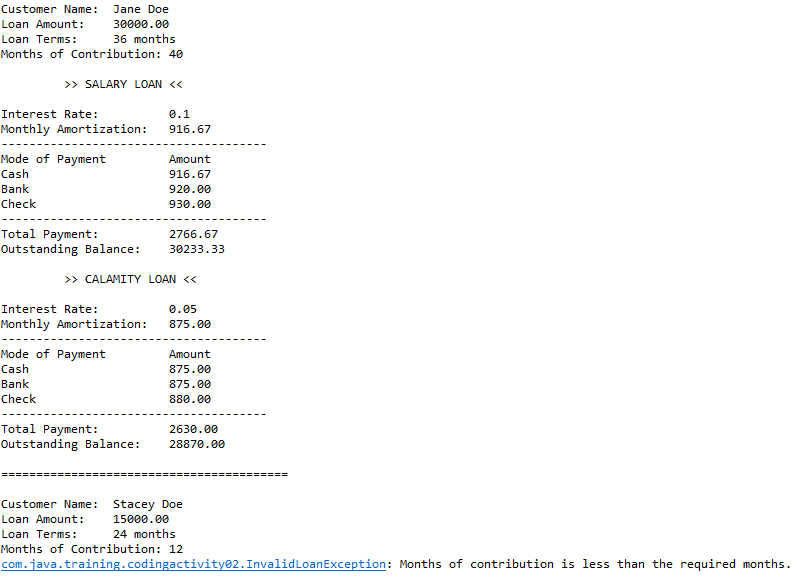 Customer Name:  Jane Doe
Loan Amount:    30000.00
Loan Terms:     36 months
Months of Contribution: 40
>> SALARY LOAN <<
Interest Rate:          0.1
Monthly Amortization:   916.67
--------------------------------------
Mode of Payment         Amount
Cash                    916.67
Bank                    920.00
Check                   930.00
--------------------------------------
Total Payment:          2766.67
Outstanding Balance:    30233.33
>> CALAMITY LOAN <<
Interest Rate:          0.05
Monthly Amortization:   875.00
--------------------------------------
Mode of Payment         Amount
Cash                    875.00
Bank                    875.00
Check                   880.00
--------------------------------------
Total Payment:          2630.00
Outstanding Balance:    28870.00
=========================================
Customer Name:  Stacey Doe
Loan Amount:    15000.00
Loan Terms:     24 months
Months of Contribution: 12
com.java.training.codingactivity02.InvalidLoanException: Months of contribution is less than the required months.